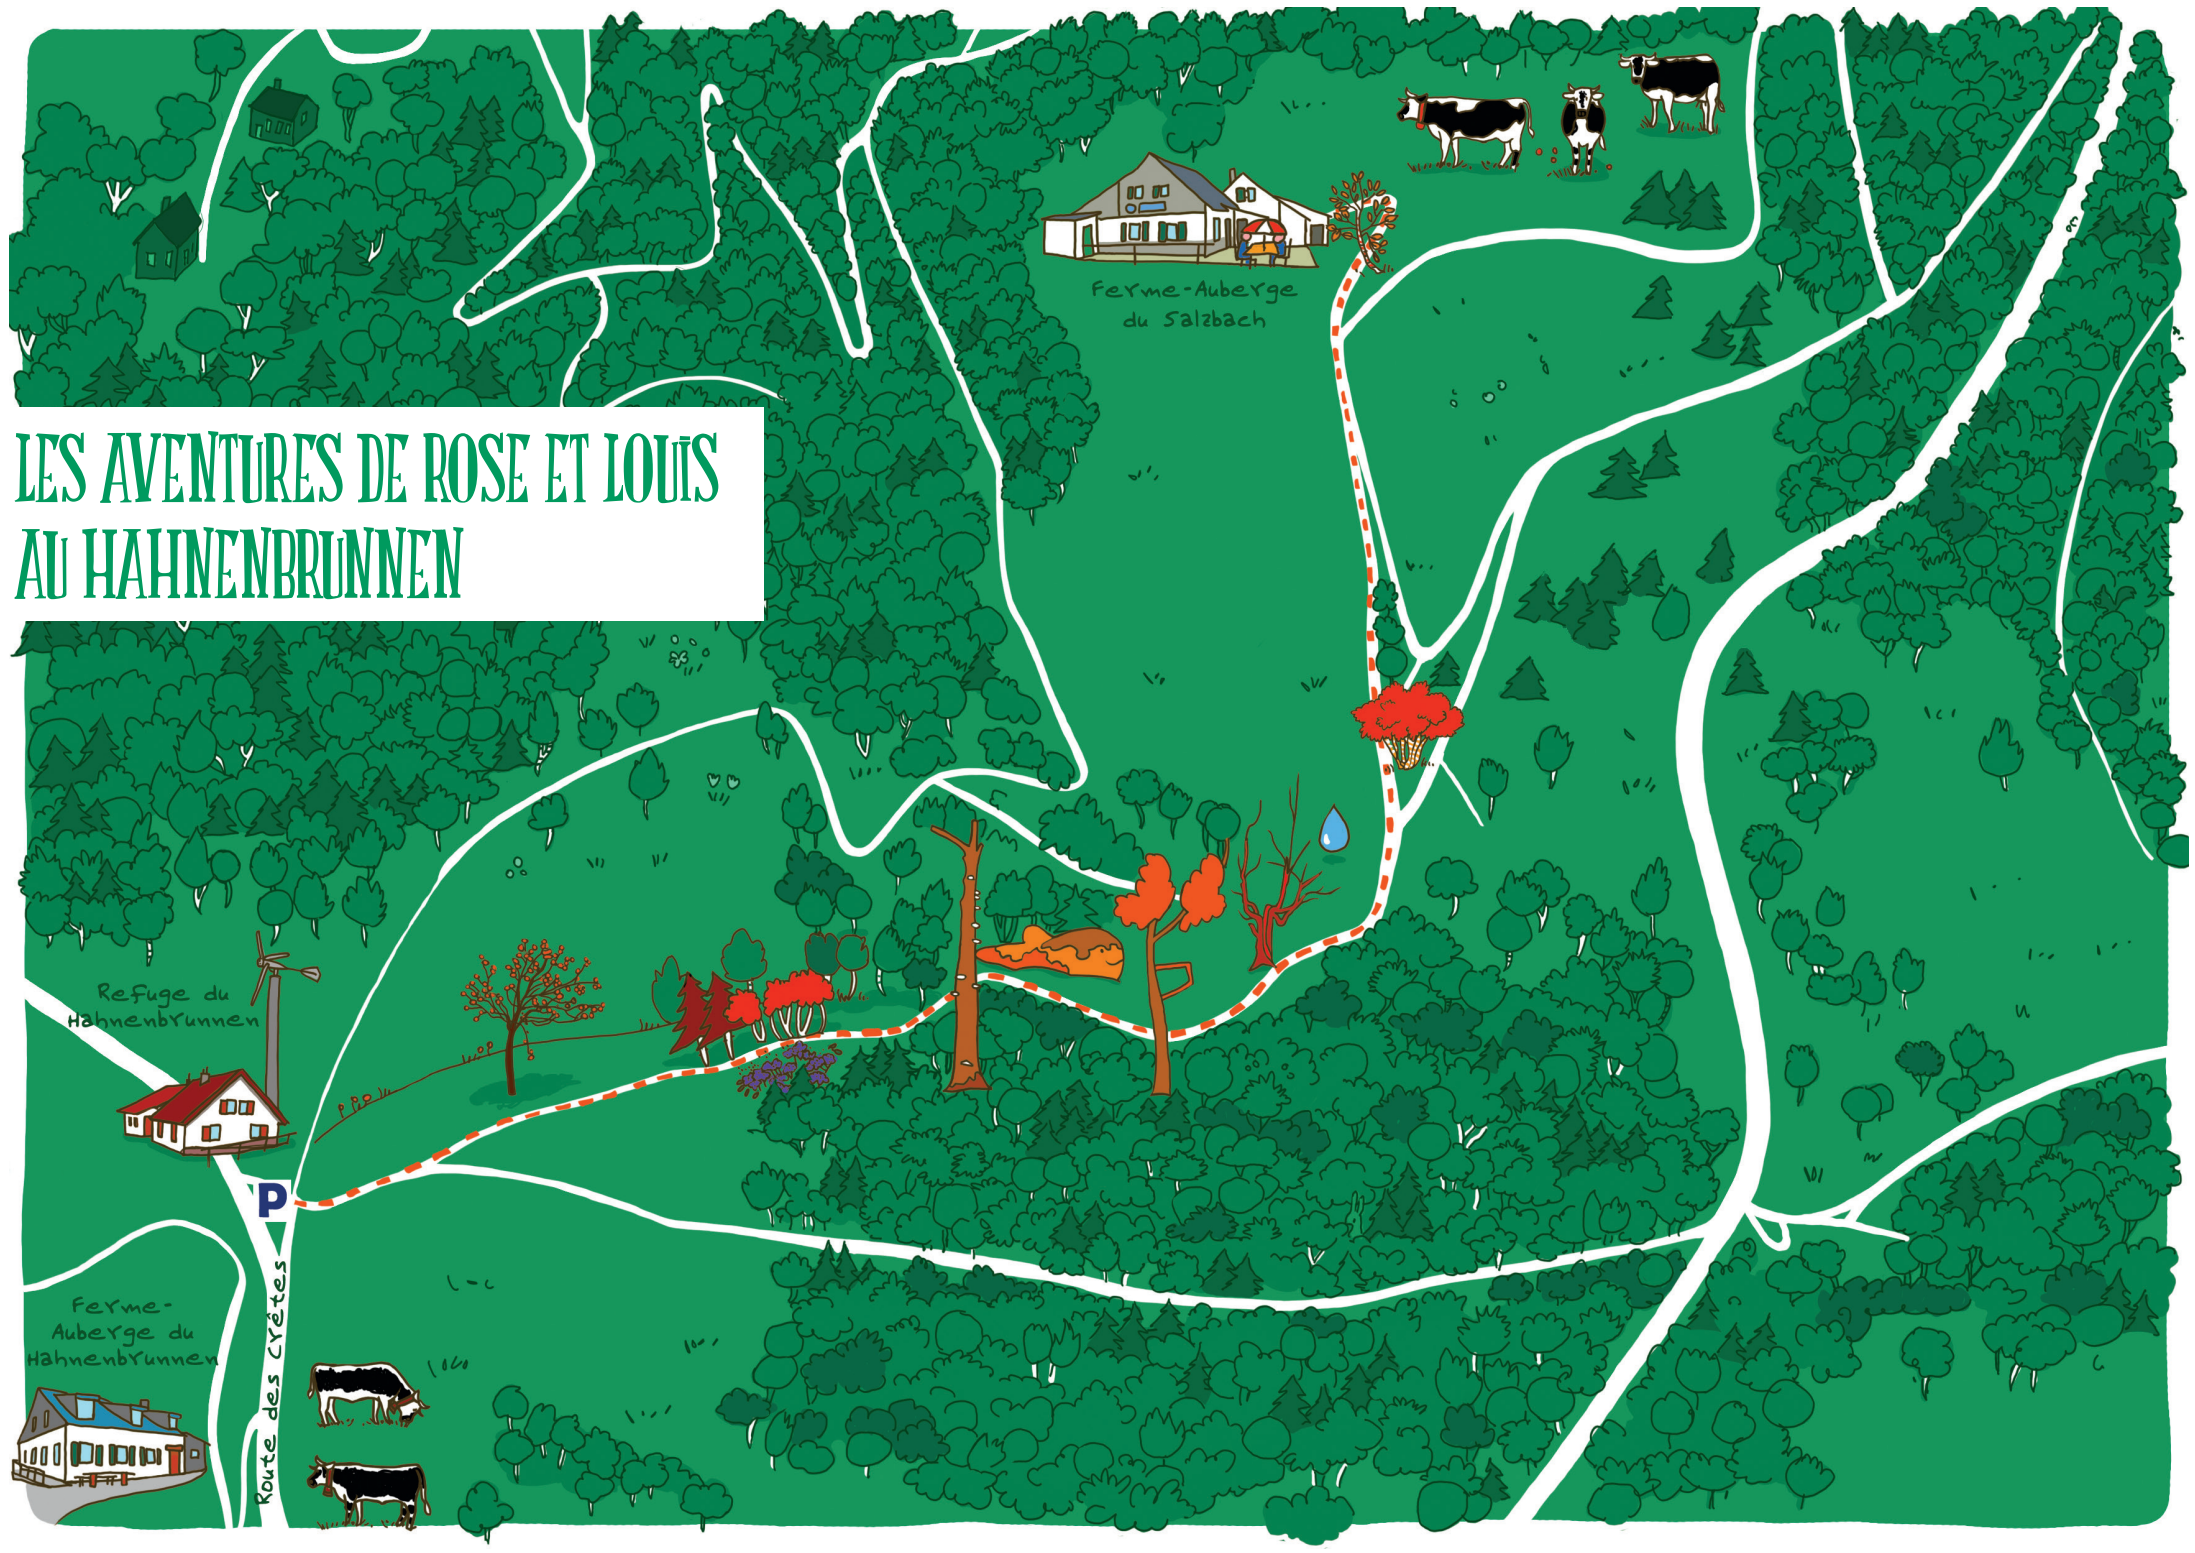 LES AVENTURES DE ROSE ET LOUIS
AU HAHNENBRUNNEN
Ferme-Auberge
du Salzbach
Refuge du
Hahnenbrunnen
P
Route des Crêtes
Ferme-
Auberge du
Hahnenbrunnen